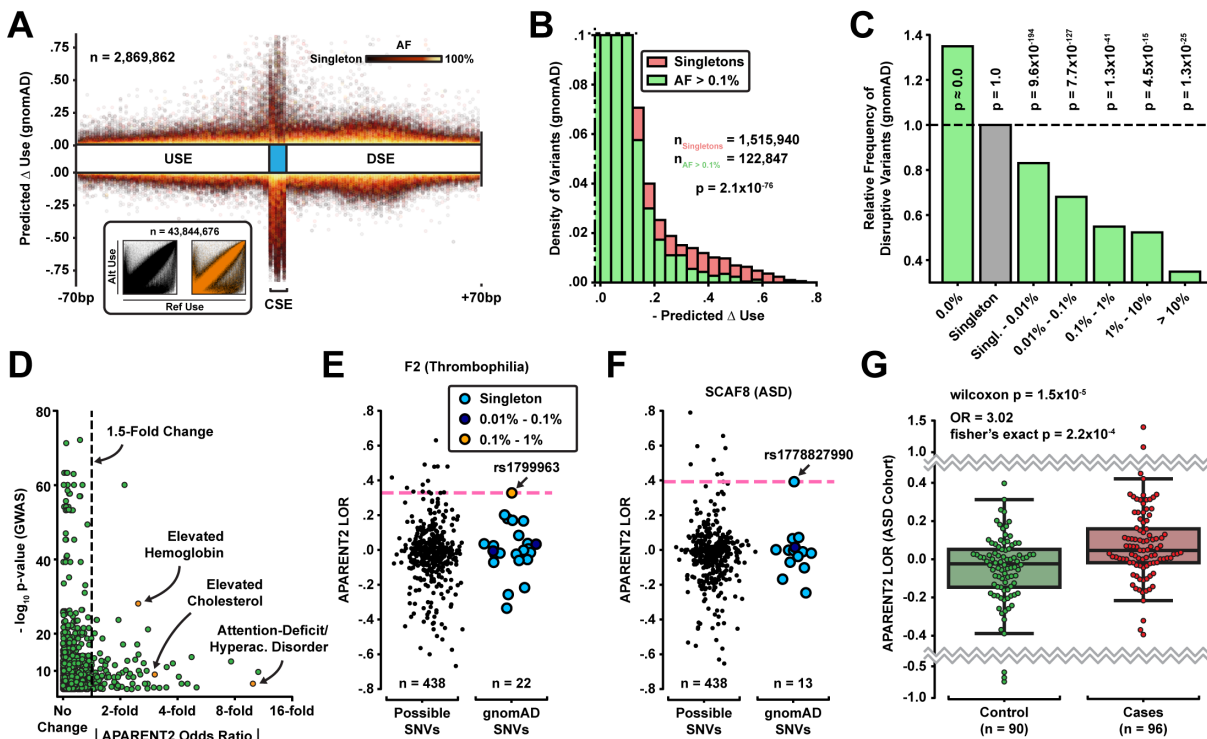 A
n = 2,869,862
AF
Singleton 100%
Predicted Δ Use (gnomAD)
.75
.50
.25
.00
.00
-.25
-.50
-.75
USE
DSE
n = 43,844,676
Alt Use
Ref Use
CSE
-70bp
+70bp
B
Density of Variants (gnomAD)
.1
.08
.06
.04
.02
.00
Singletons
AF > 0.1%
nSingletons = 1,515,940
nAF > 0.1% = 122,847
p = 2.1x10-76
.0 .2 .4 .6 .8
- Predicted Δ Use
C
Relative Frequency of
Disruptive Variants (gnomAD)
1.4
1.2
1.0
0.8
0.6
0.4
p ≈ 0.0
p = 1.0
p = 9.6x10-194
p = 7.7x10-127
p = 1.3x10-41
p = 4.5x10-15
p = 1.3x10-25
0.0%
Singleton
Singl. - 0.01%
0.01% - 0.1%
0.1% - 1%
1% - 10%
> 10%
D
- log10 p-value (GWAS)
80
60
40
20
10
1.5-Fold Change
Elevated
Hemoglobin
Elevated
Cholesterol
Attention-Deficit/
Hyperac. Disorder
No
Change
2-fold 4-fold 8-fold 16-fold
APARENT2 Odds Ratio
E
F2 (Thrombophilia)
Singleton
0.01% - 0.1%
0.1% - 1%
rs1799963
APARENT2 LOR
.8
.6
.4
.2
.0
-.2
-.4
-.6
-.8
n = 438
n = 22
Possible
SNVs
gnomAD
SNVs
F
SCAF8 (ASD)
rs1778827990
APARENT2 LOR
.8
.6
.4
.2
.0
-.2
-.4
-.6
-.8
n = 438
n = 13
Possible
SNVs
gnomAD
SNVs
G
wilcoxon p = 1.5x10-5
OR = 3.02
fisher's exact p = 2.2x10-4
APARENT2 LOR (ASD Cohort)
1.5
1.0
0.5
0.4
0.2
0.0
-0.2
-0.4
-0.5
-1.0
Control
(n = 90)
Cases
(n = 96)